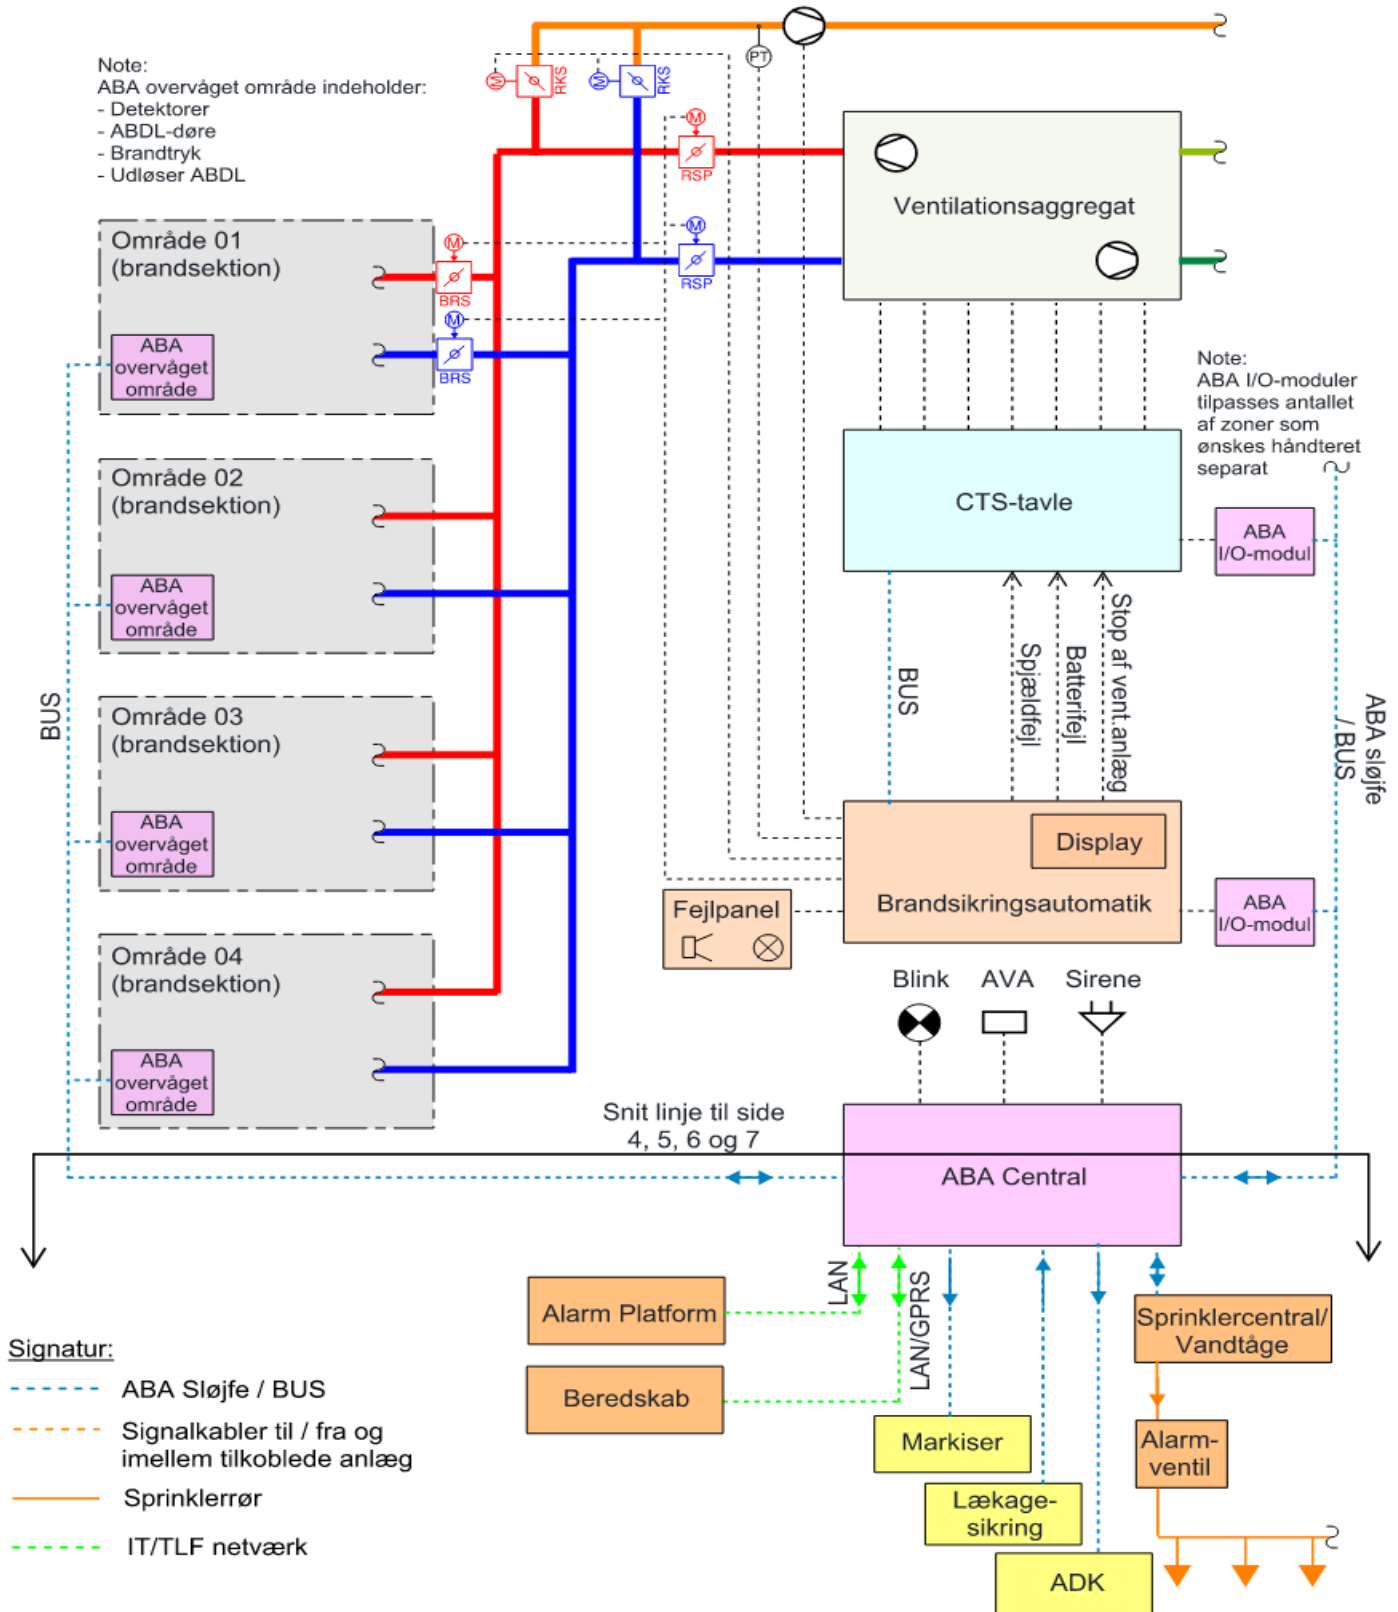 Note:
ABA overvåget område indeholder:
- Detektorer
- ABDL-døre
- Brandtryk
- Udløser ABDL
M
RKS
M
RKS
PT
M
RSP
M
RSP
Ventilationsaggregat
Område 01
(brandsektion)
ABA
overvåget
område
M
BRS
M
BRS
Note:
ABA I/O-moduler
tilpasses antallet
af zoner som
ønskes håndteret
separat
Område 02
(brandsektion)
ABA
overvåget
område
CTS-tavle
ABA
I/O-modul
BUS
BUS
Spjældfejl
Batterifejl
Stop af vent.anlæg
ABA sløjfe
/ BUS
Område 03
(brandsektion)
ABA
overvåget
område
Display
Brandsikringsautomatik
ABA
I/O-modul
Fejlpanel
Område 04
(brandsektion)
ABA
overvåget
område
Blink
AVA
Sirene
Snit linje til side
4, 5, 6 og 7
ABA Central
LAN
LAN/GPRS
Alarm Platform
Beredskab
Sprinklercentral/
Vandtåge
Markiser
Alarm-
ventil
Lækage-
sikring
ADK
Signatur:
ABA Sløjfe / BUS
Signalkabler til / fra og
imellem tilkoblede anlæg
Sprinklerrør
IT/TLF netværk